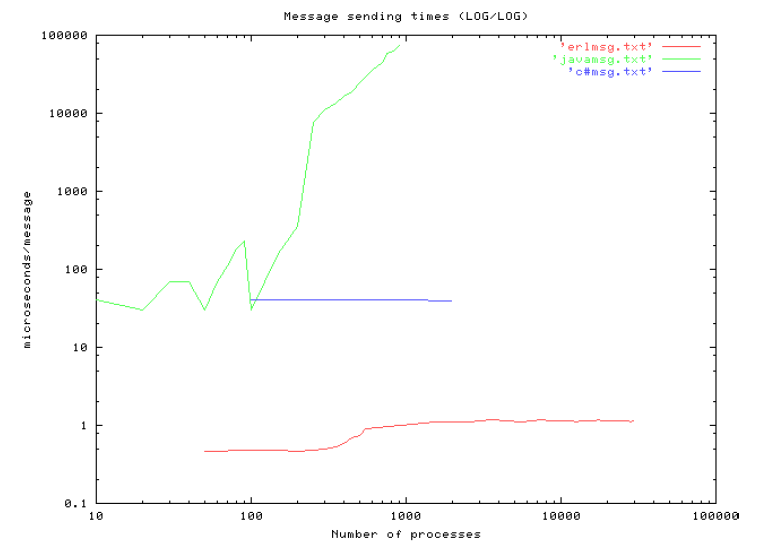 Message sending times (LOG/LOG)
100000
10000
1000
100
10
1
0.1
microseconds/message
'erlmsg.txt'
'javamsg.txt'
'c#msg.txt'
10 100 1000 10000 100000
Number of processes